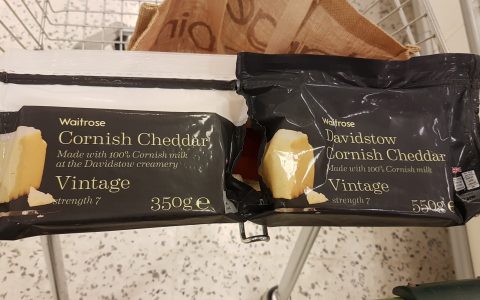 Waitrose
Cornish Cheddar
Made with 100% Cornish milk
at the Davidstow creamery
Vintage
strength 7
350g e
Waitrose
Davidstow
Cornish Cheddar
Made with 100% Cornish milk
Vintage
strength 7
550g e